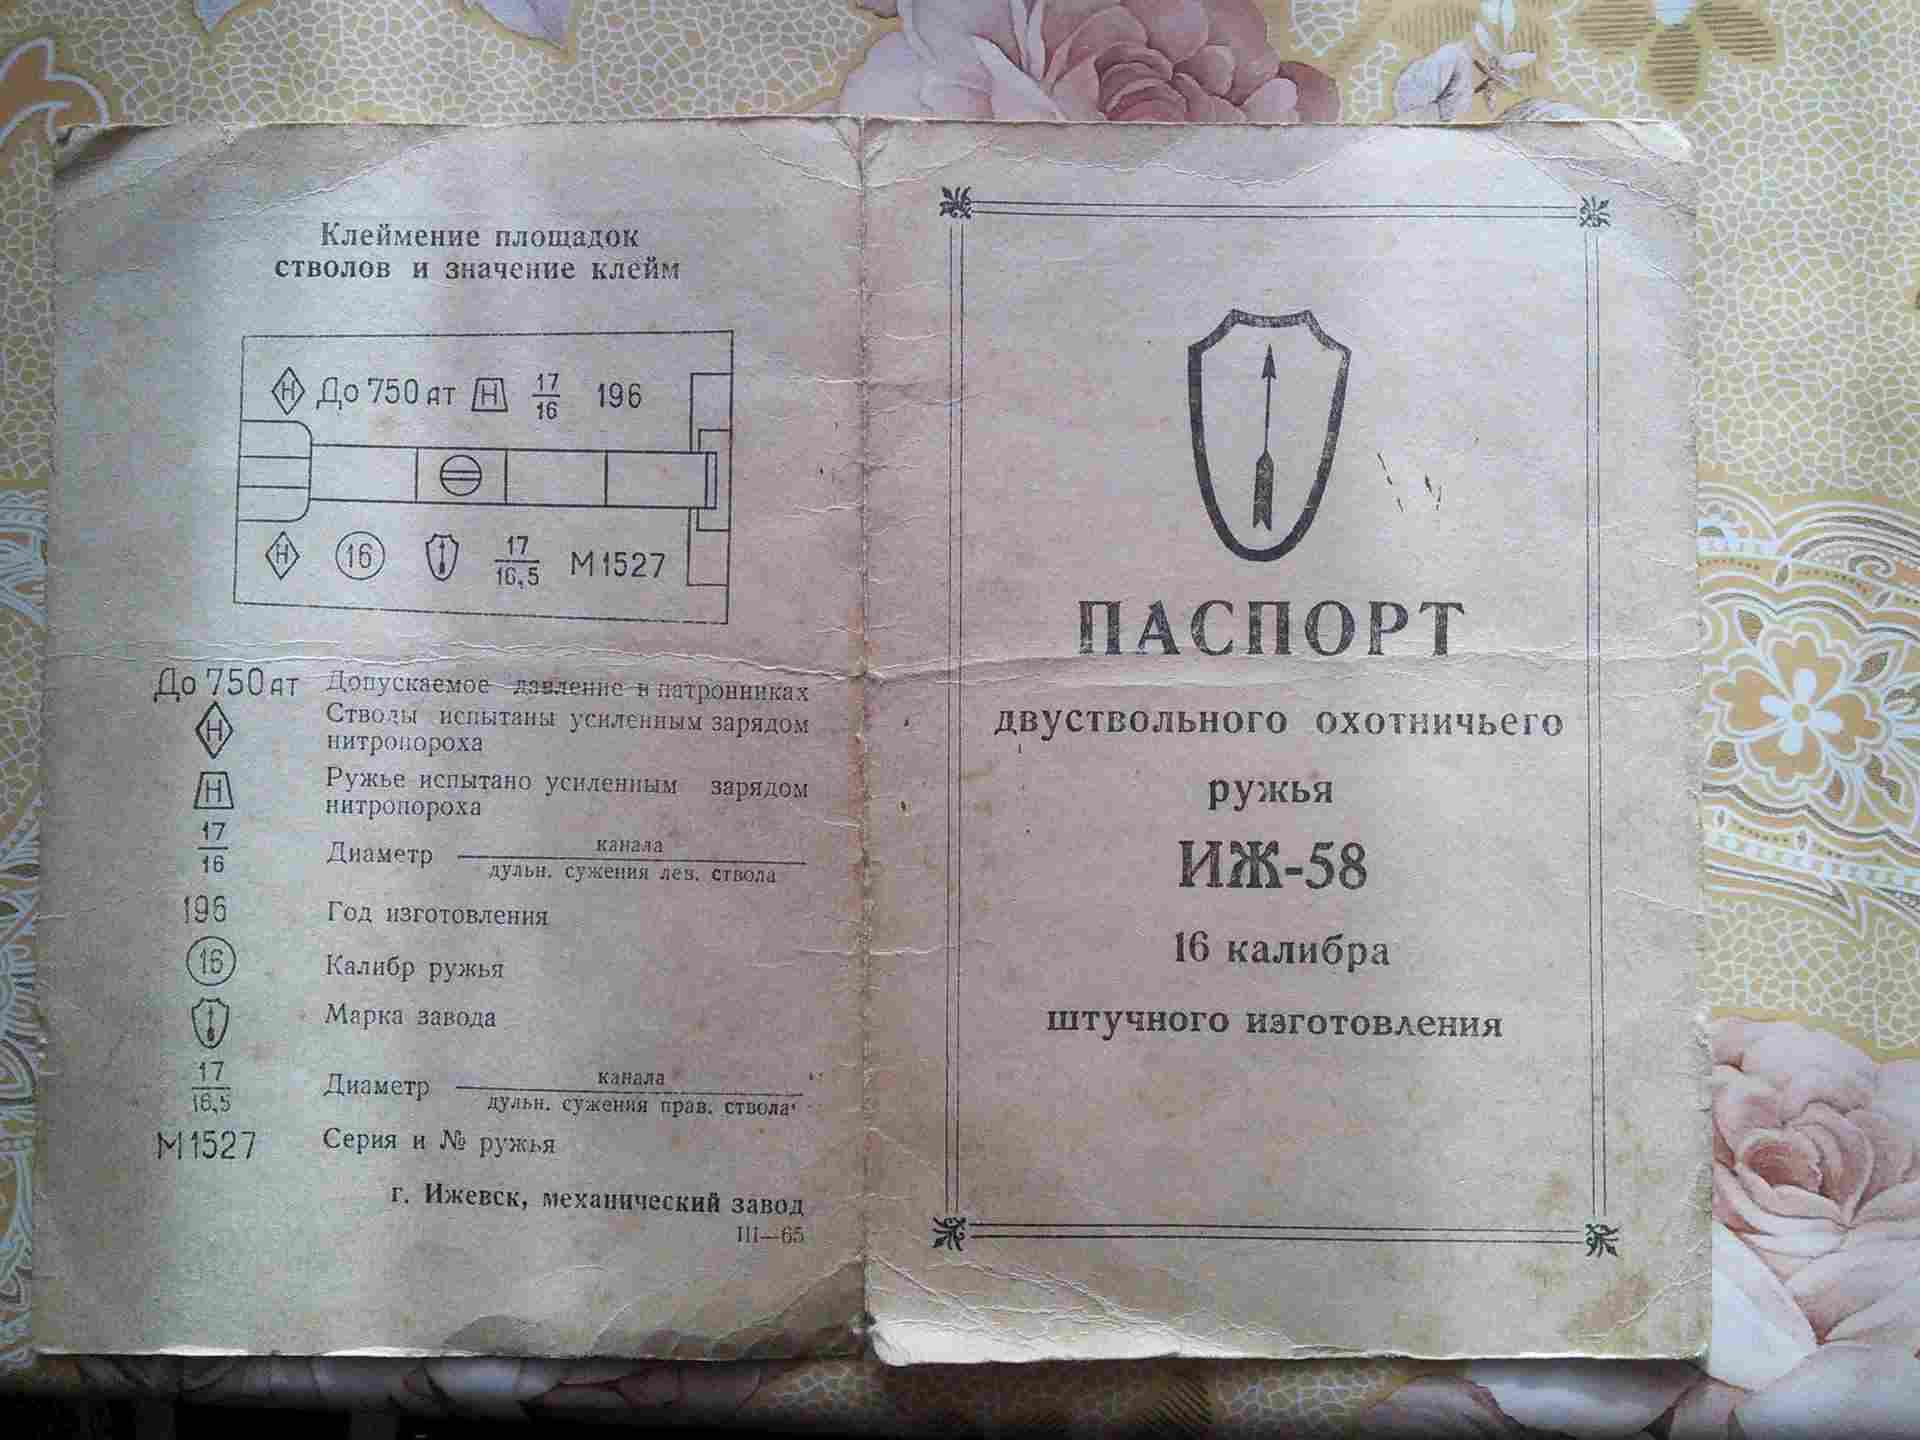 Клеймение площадок
стволов и значение клейм
Н До 750 ат Н 17/16 196
Н 16 17/16,5 М1527
До 750 ат Допускаемое давление в патронниках
Н Стволы испытаны усиленным зарядом
нитропороха
Н Ружье испытано усиленным зарядом
нитропороха
17/16 Диаметр канала
дульн. сужения лев. ствола
196 Год изготовления
16 Калибр ружья
Марка завода
17/16,5 Диаметр канала
дульн. сужения прав. ствола
М1527 Серия и № ружья
г. Ижевск, механический завод
III—65
ПАСПОРТ
двуствольного охотничьего
ружья
ИЖ-58
16 калибра
штучного изготовления